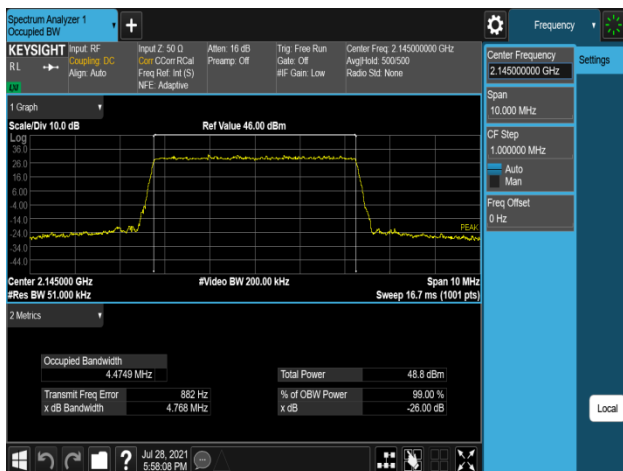 Spectrum Analyzer 1
Occupied BW
Frequency
KEYSIGHT
RL
Input: RF
Coupling: DC
Align: Auto
Input Z: 50 Ω
Corr CCorr RCal
Freq Ref: Int (S)
NFE: Adaptive
Atten: 16 dB
Preamp: Off
Trig: Free Run
Gate: Off
#IF Gain: Low
Center Freq: 2.145000000 GHz
Avg|Hold: 500/500
Radio Std: None
Center Frequency
2.145000000 GHz
Settings
Span
10.000 MHz
CF Step
1.000000 MHz
Auto
Man
Freq Offset
0 Hz
Local
1 Graph
Scale/Div 10.0 dB
Ref Value 46.00 dBm
Log
36.0
26.0
16.0
6.00
-4.00
-14.0
-24.0
-34.0
-44.0
PEAK
Center 2.145000 GHz
#Video BW 200.00 kHz
Span 10 MHz
#Res BW 51.000 kHz
Sweep 16.7 ms (1001 pts)
2 Metrics
Occupied Bandwidth
4.4749 MHz
Total Power
48.8 dBm
Transmit Freq Error
882 Hz
% of OBW Power
99.00 %
x dB Bandwidth
4.768 MHz
x dB
-26.00 dB
?
Jul 28, 2021
5:58:08 PM